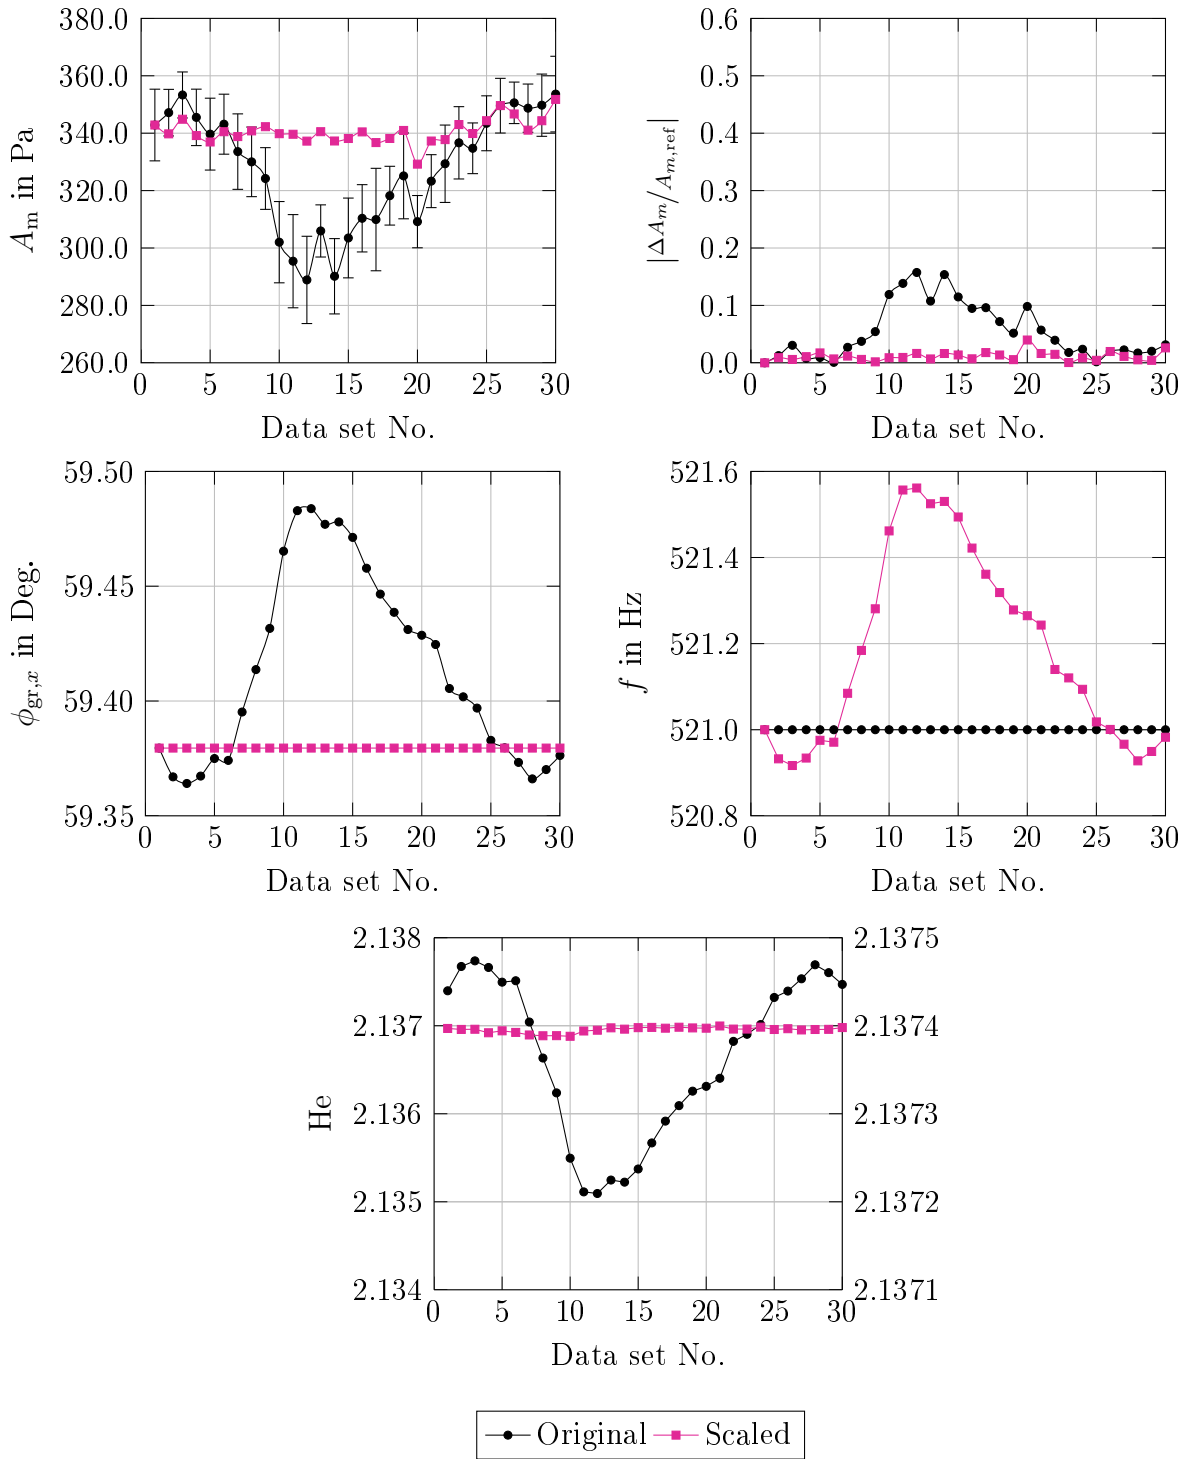 380.0
360.0
340.0
320.0
300.0
280.0
260.0
0 5 10 15 20 25 30
Data set No.
A_m in Pa
0.6
0.5
0.4
0.3
0.2
0.1
0.0
0 5 10 15 20 25 30
Data set No.
|ΔA_m/A_{m,ref}|
59.50
59.45
59.40
59.35
0 5 10 15 20 25 30
Data set No.
ϕ_{gr,x} in Deg.
521.6
521.4
521.2
521.0
520.8
0 5 10 15 20 25 30
Data set No.
f in Hz
2.138
2.137
2.136
2.135
2.134
2.1375
2.1374
2.1373
2.1372
2.1371
0 5 10 15 20 25 30
Data set No.
He
Original Scaled